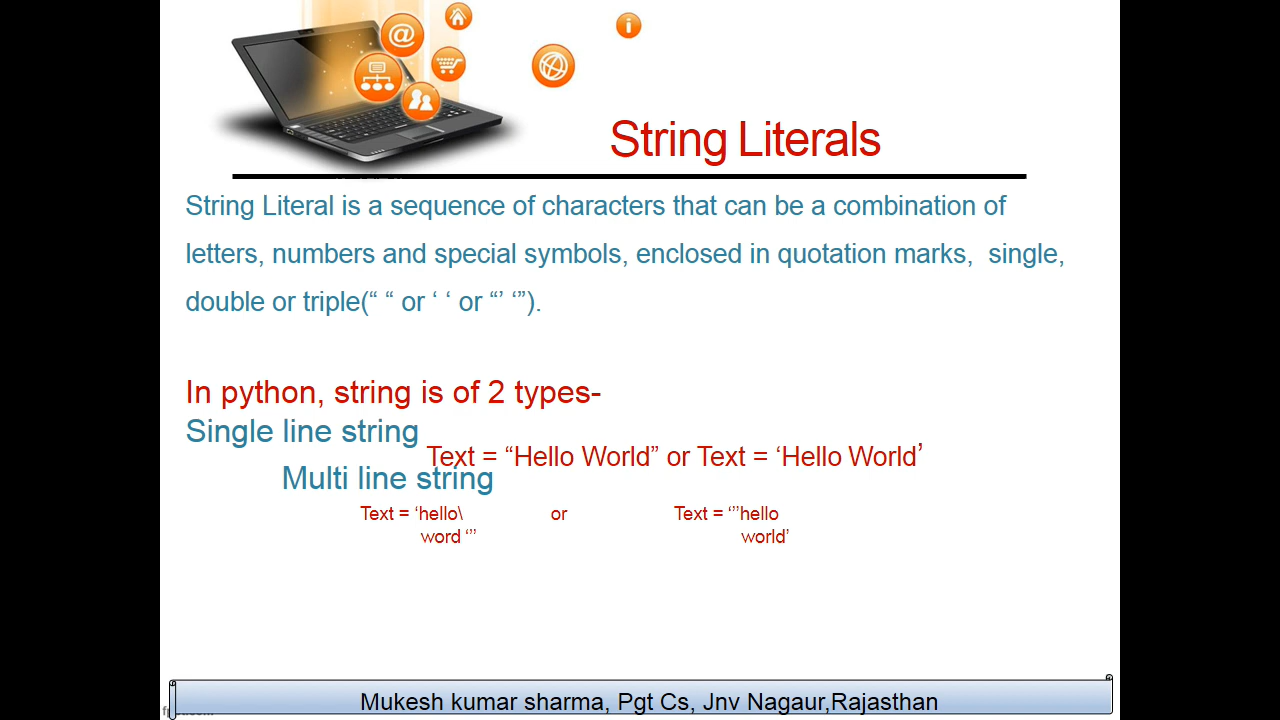 String Literals
String Literal is a sequence of characters that can be a combination of
letters, numbers and special symbols, enclosed in quotation marks,  single,
double or triple(“ “ or ‘ ‘ or “’ ‘”).
In python, string is of 2 types-
Single line string
Text = “Hello World” or Text = ‘Hello World’
Multi line string
Text = ‘hello\ or Text = ‘’’hello
word ‘’’ world’
Mukesh kumar sharma, Pgt Cs, Jnv Nagaur,Rajasthan